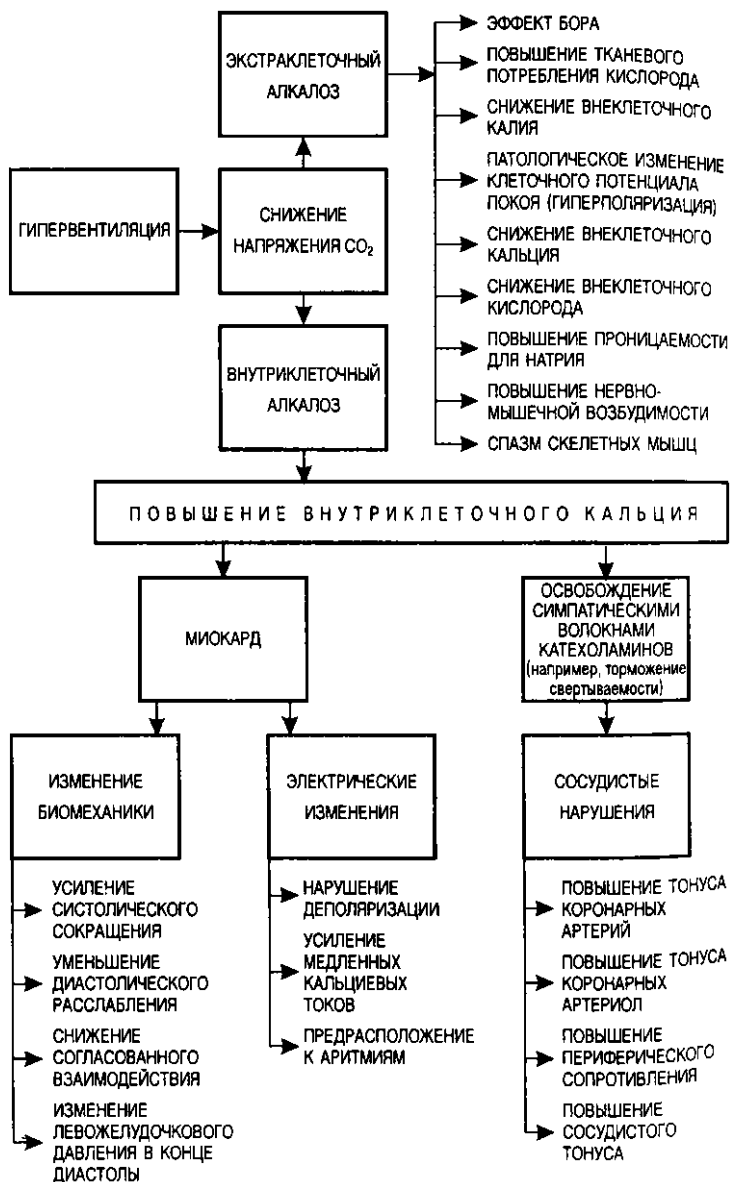 ЭКСТРАКЛЕТОЧНЫЙ
АЛКАЛОЗ
ЭФФЕКТ БОРА
ПОВЫШЕНИЕ ТКАНЕВОГО
ПОТРЕБЛЕНИЯ КИСЛОРОДА
СНИЖЕНИЕ ВНЕКЛЕТОЧНОГО
КАЛИЯ
ПАТОЛОГИЧЕСКОЕ ИЗМЕНЕНИЕ
КЛЕТОЧНОГО ПОТЕНЦИАЛА
ПОКОЯ (ГИПЕРПОЛЯРИЗАЦИЯ)
СНИЖЕНИЕ ВНЕКЛЕТОЧНОГО
КАЛЬЦИЯ
СНИЖЕНИЕ ВНЕКЛЕТОЧНОГО
КИСЛОРОДА
ПОВЫШЕНИЕ ПРОНИЦАЕМОСТИ
ДЛЯ НАТРИЯ
ПОВЫШЕНИЕ НЕРВНО-
МЫШЕЧНОЙ ВОЗБУДИМОСТИ
СПАЗМ СКЕЛЕТНЫХ МЫШЦ
ГИПЕРВЕНТИЛЯЦИЯ
СНИЖЕНИЕ
НАПРЯЖЕНИЯ CO₂
ВНУТРИКЛЕТОЧНЫЙ
АЛКАЛОЗ
ПОВЫШЕНИЕ ВНУТРИКЛЕТОЧНОГО КАЛЬЦИЯ
МИОКАРД
ОСВОБОЖДЕНИЕ
СИМПАТИЧЕСКИМИ
ВОЛОКНАМИ
КАТЕХОЛАМИНОВ
(например, торможение
свертываемости)
ИЗМЕНЕНИЕ
БИОМЕХАНИКИ
ЭЛЕКТРИЧЕСКИЕ
ИЗМЕНЕНИЯ
СОСУДИСТЫЕ
НАРУШЕНИЯ
УСИЛЕНИЕ
СИСТОЛИЧЕСКОГО
СОКРАЩЕНИЯ
УМЕНЬШЕНИЕ
ДИАСТОЛИЧЕСКОГО
РАССЛАБЛЕНИЯ
СНИЖЕНИЕ
СОГЛАСОВАННОГО
ВЗАИМОДЕЙСТВИЯ
ИЗМЕНЕНИЕ
ЛЕВОЖЕЛУДОЧКОВОГО
ДАВЛЕНИЯ В КОНЦЕ
ДИАСТОЛЫ
НАРУШЕНИЕ
ДЕПОЛЯРИЗАЦИИ
УСИЛЕНИЕ
МЕДЛЕННЫХ
КАЛЬЦИЕВЫХ
ТОКОВ
ПРЕДРАСПОЛОЖЕНИЕ
К АРИТМИЯМ
ПОВЫШЕНИЕ ТОНУСА
КОРОНАРНЫХ
АРТЕРИЙ
ПОВЫШЕНИЕ ТОНУСА
КОРОНАРНЫХ
АРТЕРИОЛ
ПОВЫШЕНИЕ
ПЕРИФЕРИЧЕСКОГО
СОПРОТИВЛЕНИЯ
ПОВЫШЕНИЕ
СОСУДИСТОГО
ТОНУСА